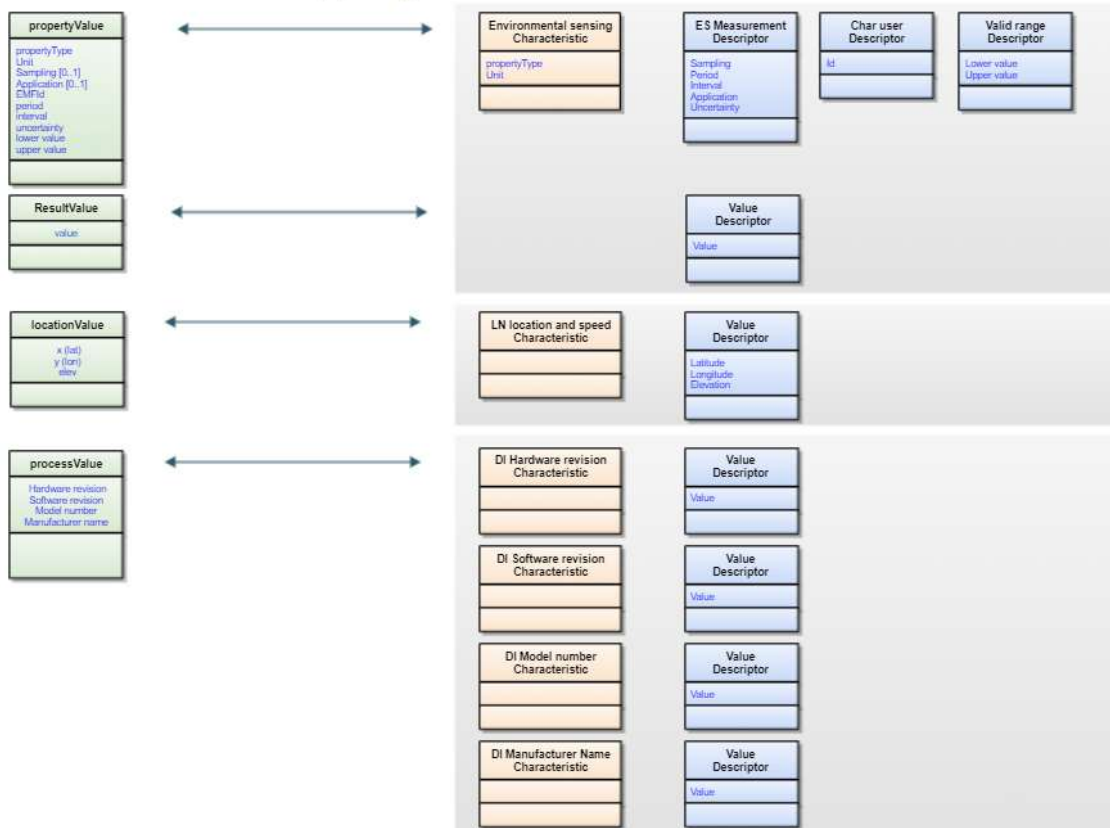 propertyValue
propertyType
Unit
Sampling [0..1]
Application [0..1]
EMFId
period
interval
uncertainty
lower value
upper value
Environmental sensing
Characteristic
propertyType
Unit
ES Measurement
Descriptor
Sampling
Period
Interval
Application
Uncertainty
Char user
Descriptor
Id
Valid range
Descriptor
Lower value
Upper value
ResultValue
value
Value
Descriptor
Value
locationValue
x (lat)
y (lon)
elev
LN location and speed
Characteristic
Value
Descriptor
Latitude
Longitude
Elevation
processValue
Hardware revision
Software revision
Model number
Manufacturer name
DI Hardware revision
Characteristic
Value
Descriptor
Value
DI Software revision
Characteristic
Value
Descriptor
Value
DI Model number
Characteristic
Value
Descriptor
Value
DI Manufacturer Name
Characteristic
Value
Descriptor
Value